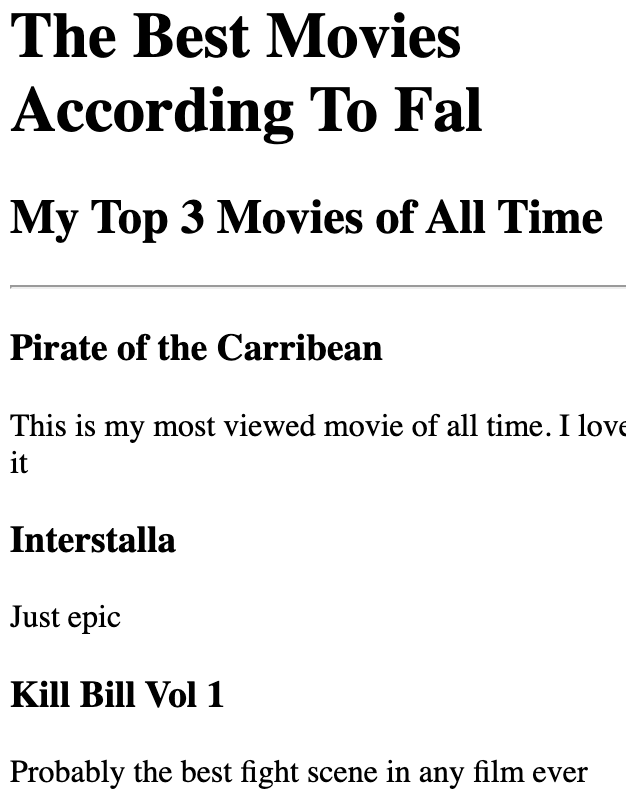 The Best Movies
According To Fal
My Top 3 Movies of All Time
Pirate of the Carribean
This is my most viewed movie of all time. I love
it
Interstalla
Just epic
Kill Bill Vol 1
Probably the best fight scene in any film ever